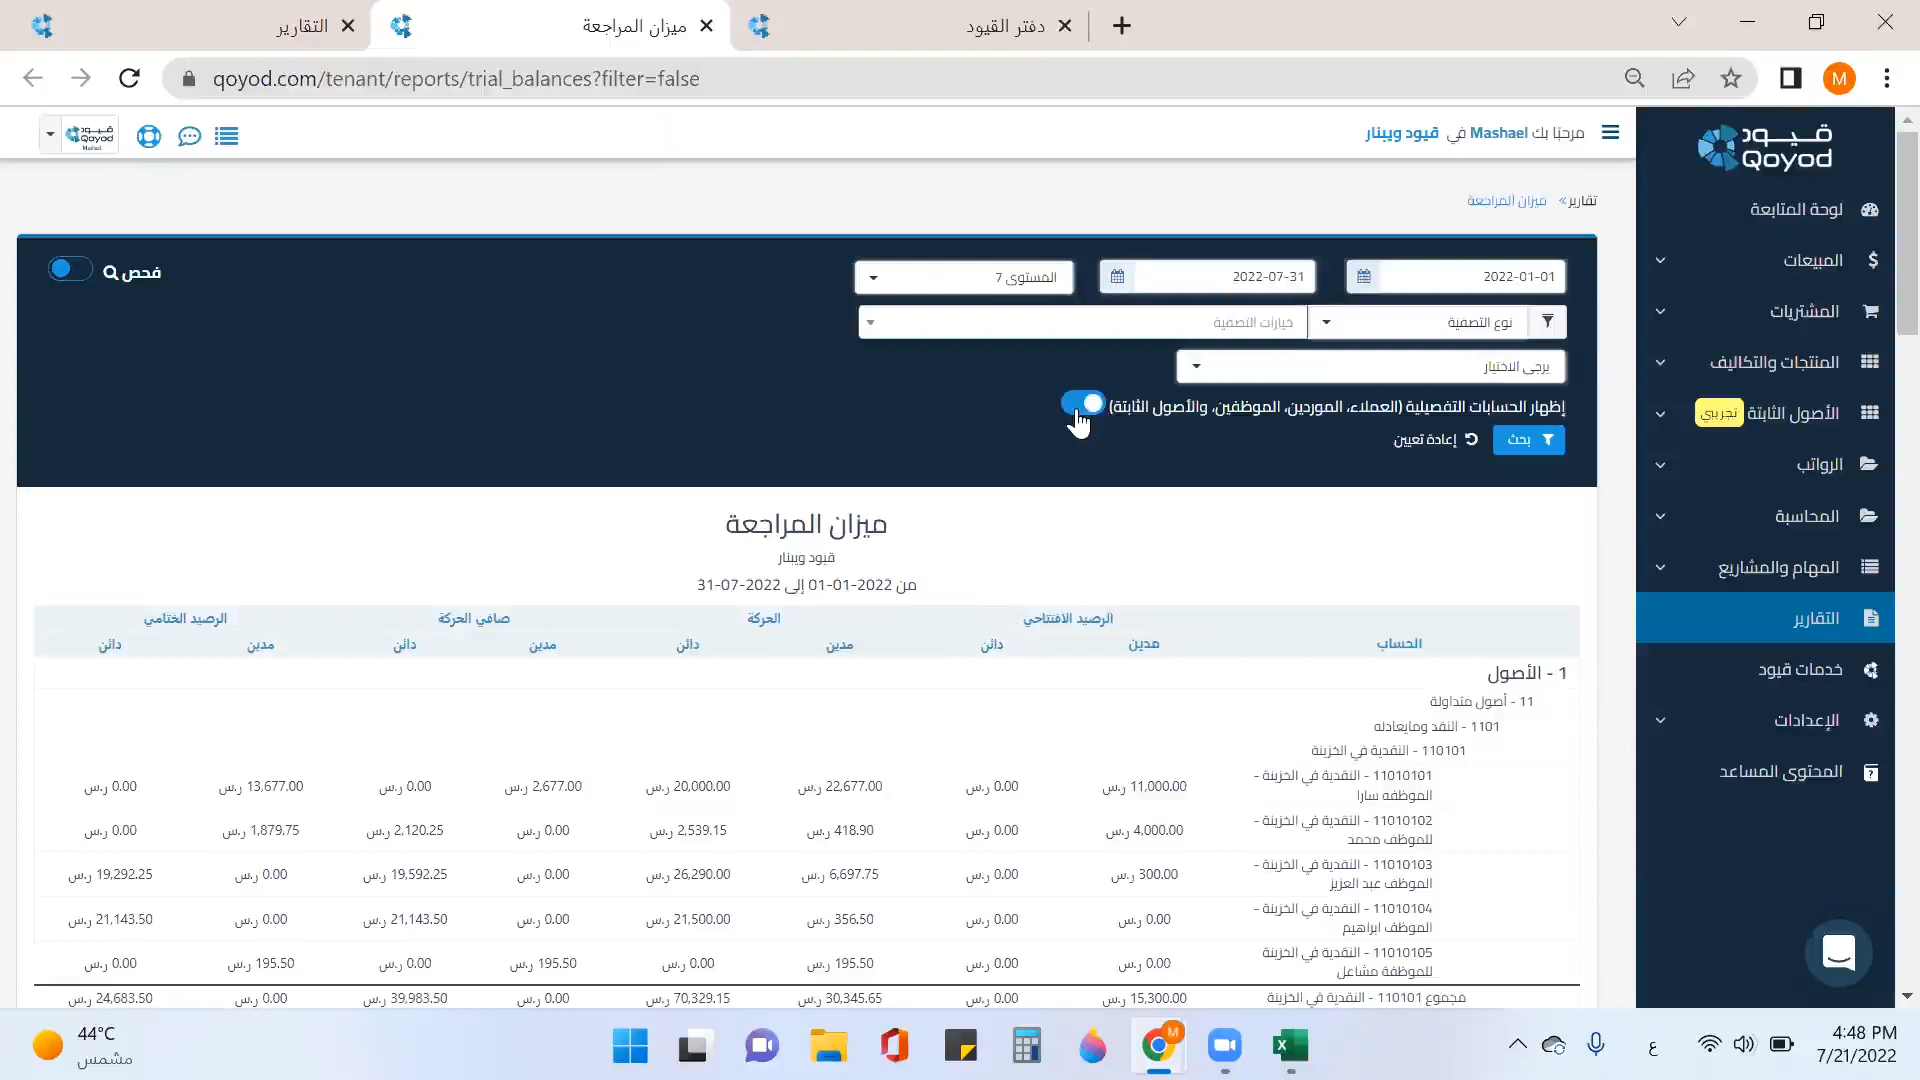 التقارير
ميزان المراجعة
دفتر القيود
qoyod.com/tenant/reports/trial_balances?filter=false
M
مرحبا بك Mashael في قيود ويبنار
قيود
Qoyod
Mashael
قيود
Qoyod
تقارير » ميزان المراجعة
لوحة المتابعة
المبيعات
المشتريات
المنتجات والتكاليف
الأصول الثابتة تجريبي
الرواتب
المحاسبة
المهام والمشاريع
التقارير
خدمات قيود
الإعدادات
المحتوى المساعد
2022-01-01
2022-07-31
المستوى 7
فحص
نوع التصفية
خيارات التصفية
يرجى الاختيار
إظهار الحسابات التفصيلية (العملاء، الموردين، الموظفين، والأصول الثابتة)
بحث
إعادة تعيين
ميزان المراجعة
قيود ويبنار
من 2022-01-01 إلى 2022-07-31
الرصيد الافتتاحي الحركة صافي الحركة الرصيد الختامي
الحساب مدين دائن مدين دائن مدين دائن مدين دائن
1 - الأصول
11 - أصول متداولة
1101 - النقد ومايعادله
110101 - النقدية في الخزينة
11010101 - النقدية في الخزينة - الموظفه سارا 11,000.00 ر.س 0.00 ر.س 22,677.00 ر.س 20,000.00 ر.س 2,677.00 ر.س 0.00 ر.س 13,677.00 ر.س 0.00 ر.س
11010102 - النقدية في الخزينة - للموظف محمد 4,000.00 ر.س 0.00 ر.س 418.90 ر.س 2,539.15 ر.س 0.00 ر.س 2,120.25 ر.س 1,879.75 ر.س 0.00 ر.س
11010103 - النقدية في الخزينة - الموظف عبد العزيز 300.00 ر.س 0.00 ر.س 6,697.75 ر.س 26,290.00 ر.س 0.00 ر.س 19,592.25 ر.س 0.00 ر.س 19,292.25 ر.س
11010104 - النقدية في الخزينة - الموظف ابراهيم 0.00 ر.س 0.00 ر.س 356.50 ر.س 21,500.00 ر.س 0.00 ر.س 21,143.50 ر.س 0.00 ر.س 21,143.50 ر.س
11010105 - النقدية في الخزينة للموظفة مشاعل 0.00 ر.س 0.00 ر.س 195.50 ر.س 0.00 ر.س 195.50 ر.س 0.00 ر.س 195.50 ر.س 0.00 ر.س
مجموع 110101 - النقدية في الخزينة 15,300.00 ر.س 0.00 ر.س 30,345.65 ر.س 70,329.15 ر.س 0.00 ر.س 39,983.50 ر.س 0.00 ر.س 24,683.50 ر.س
44°C
مشمس
M
ع
4:48 PM
7/21/2022